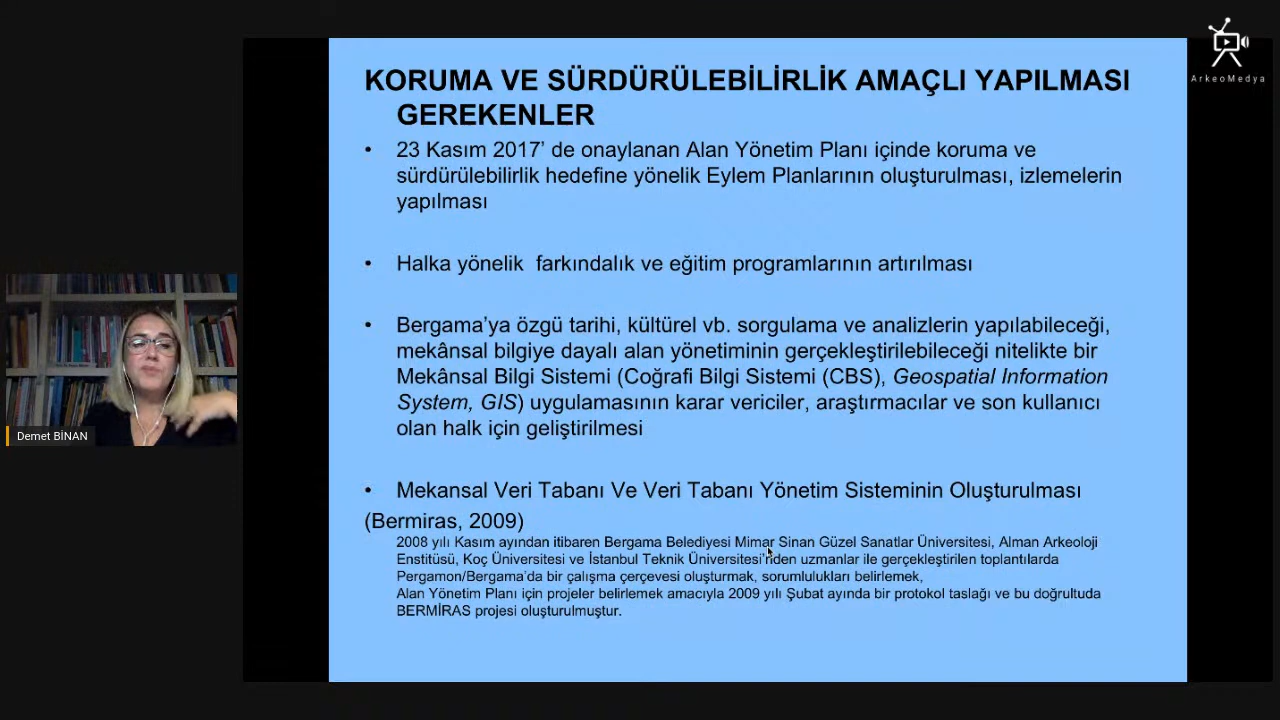 ArkeoMedya
KORUMA VE SÜRDÜRÜLEBİLİRLİK AMAÇLI YAPILMASI
GEREKENLER
• 23 Kasım 2017’ de onaylanan Alan Yönetim Planı içinde koruma ve
sürdürülebilirlik hedefine yönelik Eylem Planlarının oluşturulması, izlemelerin
yapılması
• Halka yönelik  farkındalık ve eğitim programlarının artırılması
• Bergama’ya özgü tarihi, kültürel vb. sorgulama ve analizlerin yapılabileceği,
mekânsal bilgiye dayalı alan yönetiminin gerçekleştirilebileceği nitelikte bir
Mekânsal Bilgi Sistemi (Coğrafi Bilgi Sistemi (CBS), Geospatial Information
System, GIS) uygulamasının karar vericiler, araştırmacılar ve son kullanıcı
olan halk için geliştirilmesi
• Mekansal Veri Tabanı Ve Veri Tabanı Yönetim Sisteminin Oluşturulması
(Bermiras, 2009)
2008 yılı Kasım ayından itibaren Bergama Belediyesi Mimar Sinan Güzel Sanatlar Üniversitesi, Alman Arkeoloji
Enstitüsü, Koç Üniversitesi ve İstanbul Teknik Üniversitesi’nden uzmanlar ile gerçekleştirilen toplantılarda
Pergamon/Bergama’da bir çalışma çerçevesi oluşturmak, sorumlulukları belirlemek,
Alan Yönetim Planı için projeler belirlemek amacıyla 2009 yılı Şubat ayında bir protokol taslağı ve bu doğrultuda
BERMİRAS projesi oluşturulmuştur.
Demet BİNAN